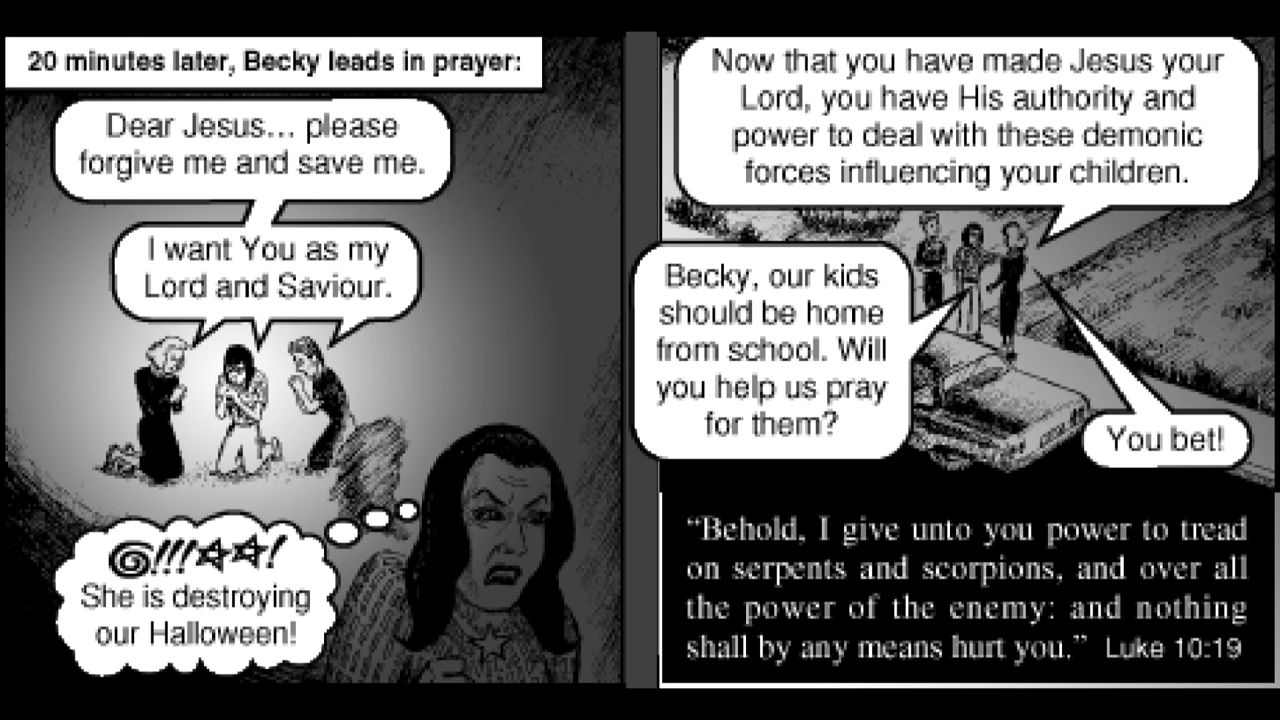 20 minutes later, Becky leads in prayer:
Dear Jesus... please
forgive me and save me.
I want You as my
Lord and Saviour.
@!!!☆☆!
She is destroying
our Halloween!
Now that you have made Jesus your
Lord, you have His authority and
power to deal with these demonic
forces influencing your children.
Becky, our kids
should be home
from school. Will
you help us pray
for them?
You bet!
“Behold, I give unto you power to tread
on serpents and scorpions, and over all
the power of the enemy: and nothing
shall by any means hurt you.” Luke 10:19